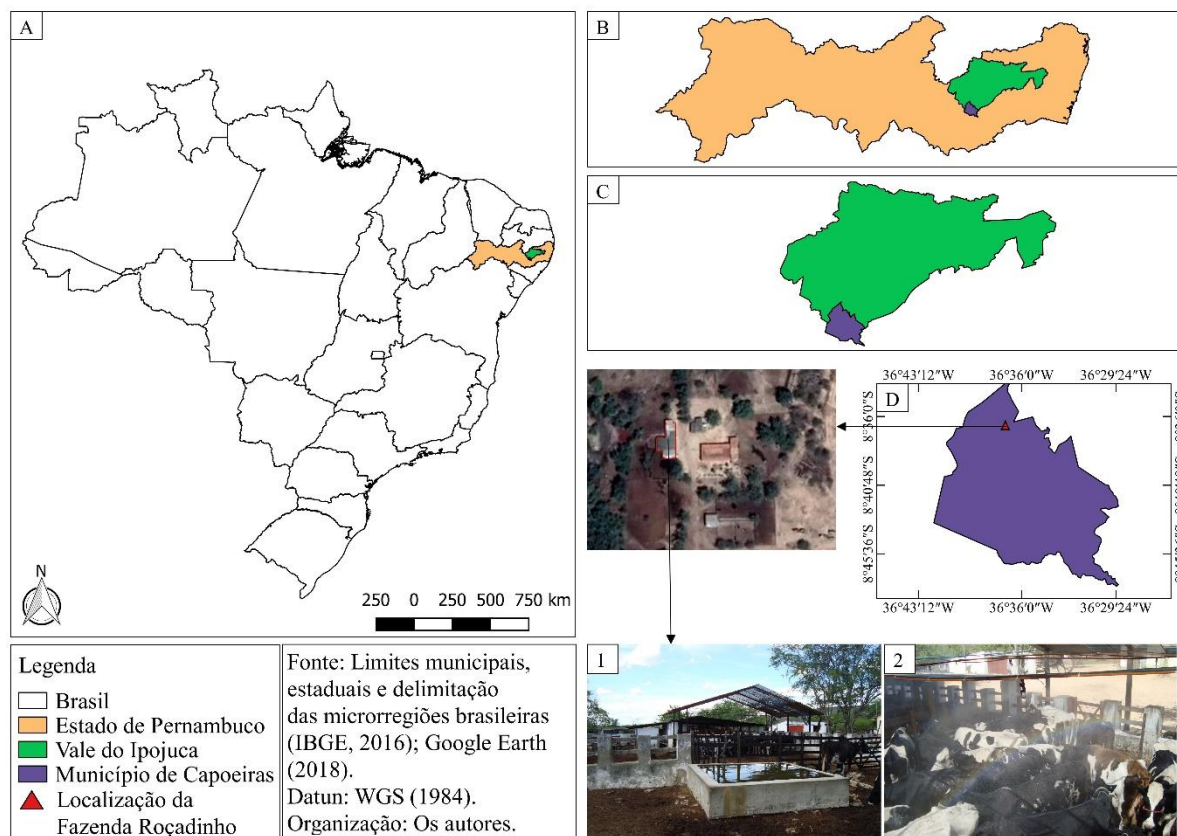 A
N
250 0 250 500 750 km
B
C
D
36°43'12"W 36°36'0"W 36°29'24"W
8°36'0"S
8°40'48"S
8°45'36"S
36°43'12"W 36°36'0"W 36°29'24"W
Legenda
Brasil
Estado de Pernambuco
Vale do Ipojuca
Município de Capoeiras
Localização da
Fazenda Roçadinho
Fonte: Limites municipais,
estaduais e delimitação
das microrregiões brasileiras
(IBGE, 2016); Google Earth
(2018).
Datun: WGS (1984).
Organização: Os autores.
1
2